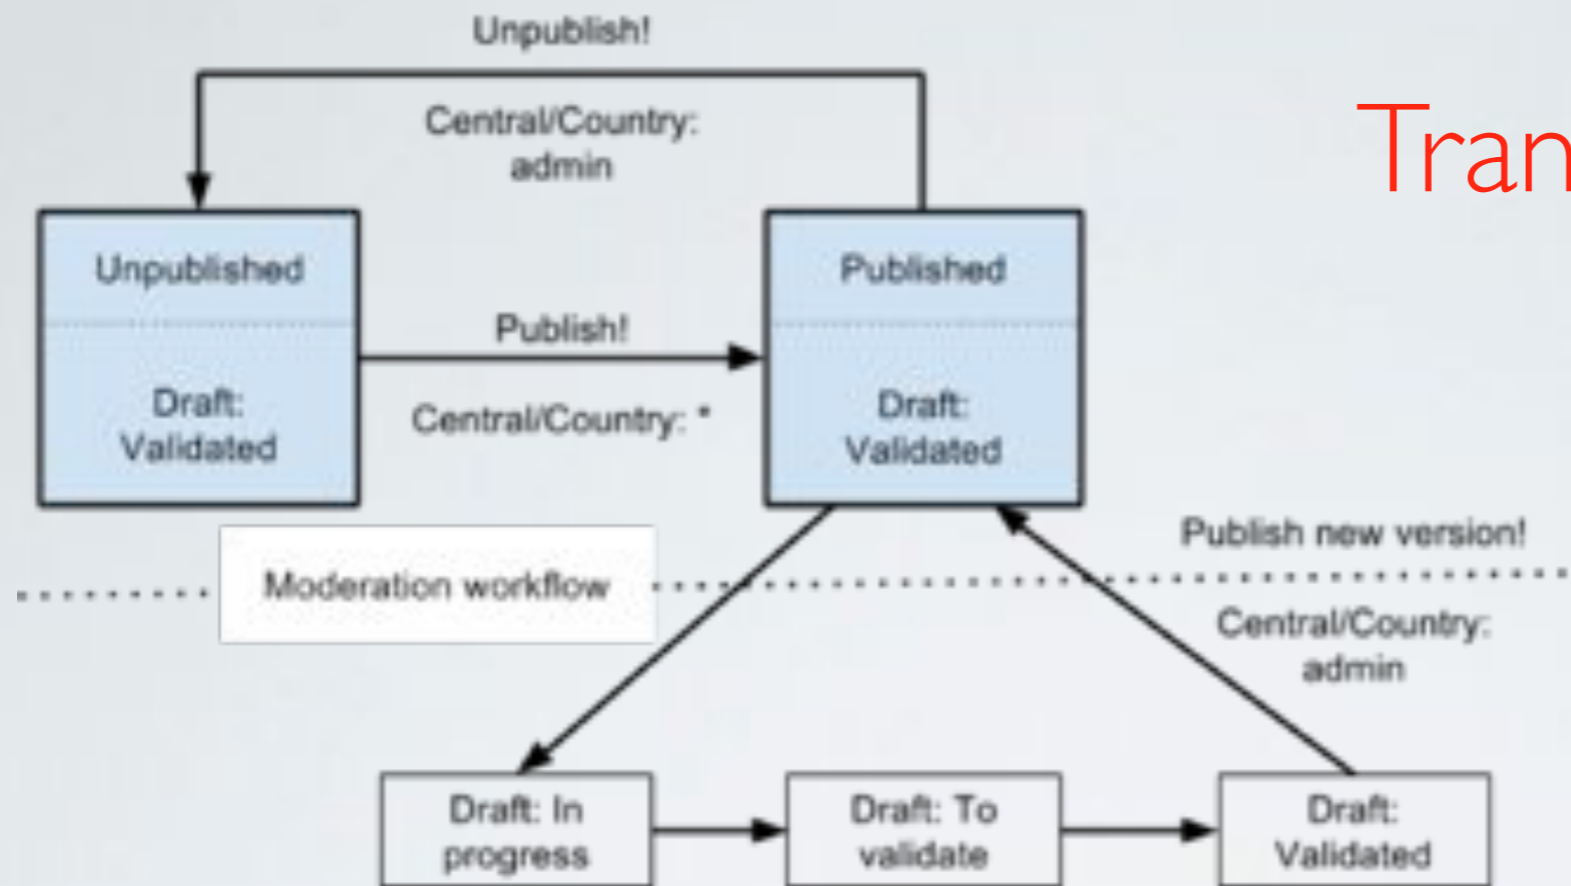 Unpublish!
Central/Country:
admin
Tran
Unpublished
Published
Publish!
Draft:
Validated
Central/Country: *
Draft:
Validated
Publish new version!
Moderation workflow
Central/Country:
admin
Draft: In
progress
Draft: To
validate
Draft:
Validated